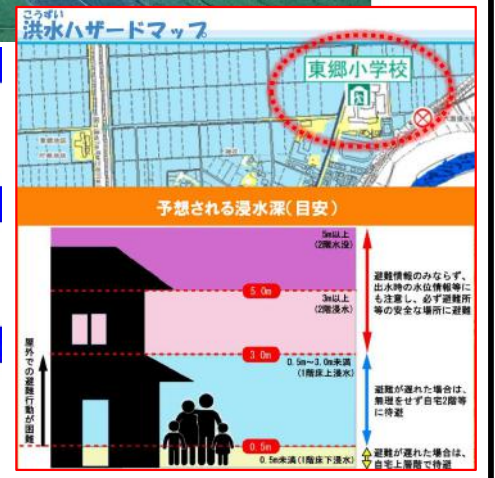 こうずい
洪水ハザードマップ
東郷小学校
予想される浸水深(目安)
5m以上
(2階水没)
5.0m
3m以上
(2階浸水)
避難情報のみならず、
出水時の水位情報等に
も注意し、必ず避難所
等の安全な場所に避難
3.0m
0.5m~3.0m未満
(1階床上浸水)
屋外での避難行動が困難
避難が遅れた場合は、
無理をせず自宅2階等
に待避
0.5m
0.5m未満(1階床下浸水)
避難が遅れた場合は、
自宅上層階で待避